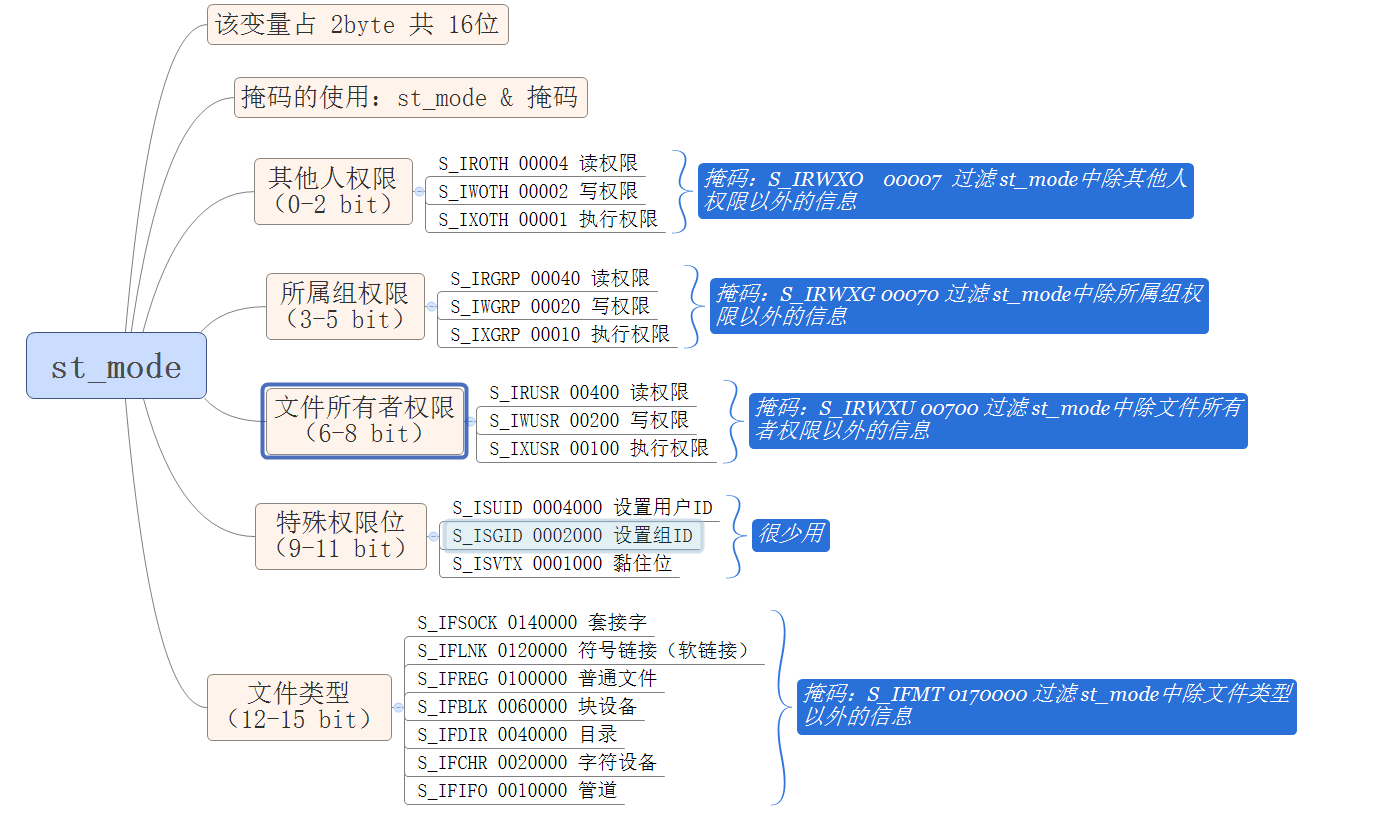 该变量占 2byte 共 16位
掩码的使用：st_mode & 掩码
其他人权限
（0-2 bit）
S_IROTH 00004 读权限
S_IWOTH 00002 写权限
S_IXOTH 00001 执行权限
掩码：S_IRWXO 00007 过滤 st_mode中除其他人
权限以外的信息
所属组权限
（3-5 bit）
S_IRGRP 00040 读权限
S_IWGRP 00020 写权限
S_IXGRP 00010 执行权限
掩码：S_IRWXG 00070 过滤 st_mode中除所属组权
限以外的信息
st_mode
文件所有者权限
（6-8 bit）
S_IRUSR 00400 读权限
S_IWUSR 00200 写权限
S_IXUSR 00100 执行权限
掩码：S_IRWXU 00700 过滤 st_mode中除文件所有
者权限以外的信息
特殊权限位
（9-11 bit）
S_ISUID 0004000 设置用户ID
S_ISGID 0002000 设置组ID
S_ISVTX 0001000 黏住位
很少用
文件类型
（12-15 bit）
S_IFSOCK 0140000 套接字
S_IFLNK 0120000 符号链接（软链接）
S_IFREG 0100000 普通文件
S_IFBLK 0060000 块设备
S_IFDIR 0040000 目录
S_IFCHR 0020000 字符设备
S_IFIFO 0010000 管道
掩码：S_IFMT 0170000 过滤 st_mode中除文件类型
以外的信息